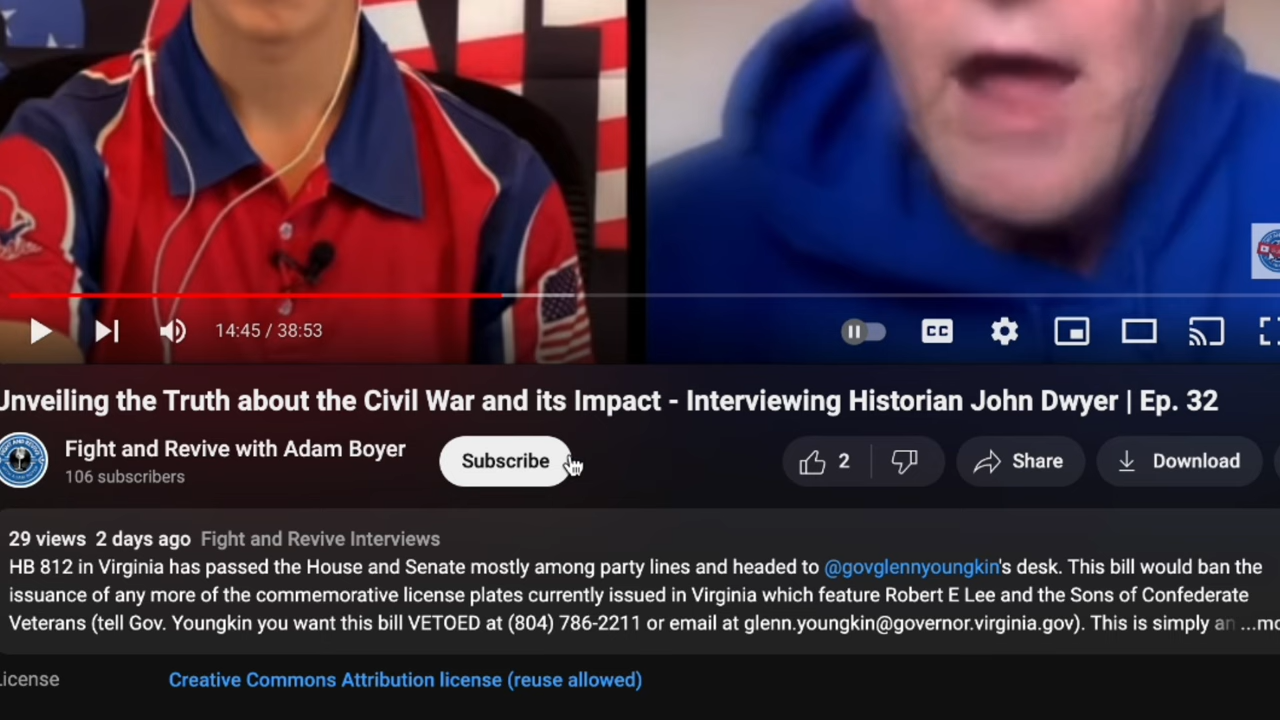 CC
14:45 / 38:53
Unveiling the Truth about the Civil War and its Impact - Interviewing Historian John Dwyer | Ep. 32
Fight and Revive with Adam Boyer
106 subscribers
Subscribe
2
Share
Download
29 views 2 days ago Fight and Revive Interviews
HB 812 in Virginia has passed the House and Senate mostly among party lines and headed to @govglennyoungkin's desk. This bill would ban the
issuance of any more of the commemorative license plates currently issued in Virginia which feature Robert E Lee and the Sons of Confederate
Veterans (tell Gov. Youngkin you want this bill VETOED at (804) 786-2211 or email at glenn.youngkin@governor.virginia.gov). This is simply an ...mo
License
Creative Commons Attribution license (reuse allowed)